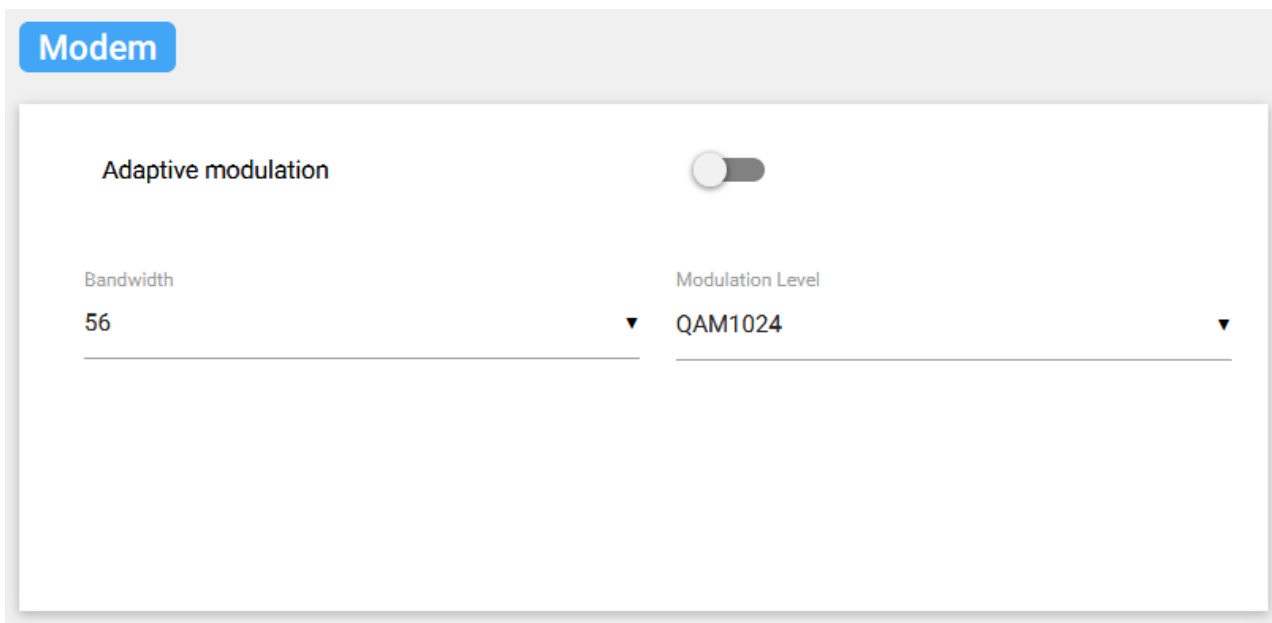 Modem
Adaptive modulation
Bandwidth
56
Modulation Level
QAM1024